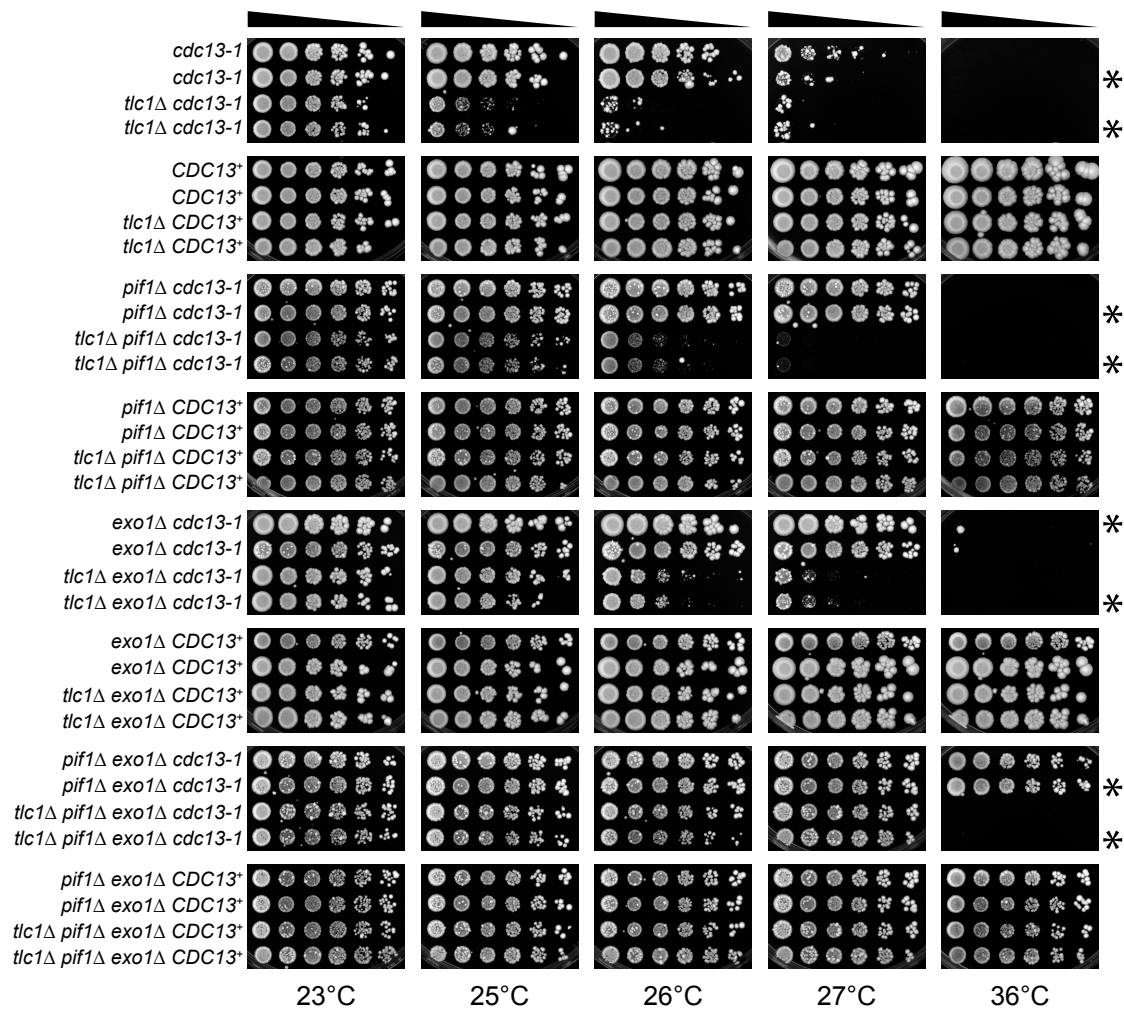 cdc13-1
cdc13-1 *
tlc1Δ cdc13-1
tlc1Δ cdc13-1 *
CDC13⁺
CDC13⁺
tlc1Δ CDC13⁺
tlc1Δ CDC13⁺
pif1Δ cdc13-1
pif1Δ cdc13-1 *
tlc1Δ pif1Δ cdc13-1
tlc1Δ pif1Δ cdc13-1 *
pif1Δ CDC13⁺
pif1Δ CDC13⁺
tlc1Δ pif1Δ CDC13⁺
tlc1Δ pif1Δ CDC13⁺
exo1Δ cdc13-1 *
exo1Δ cdc13-1
tlc1Δ exo1Δ cdc13-1
tlc1Δ exo1Δ cdc13-1 *
exo1Δ CDC13⁺
exo1Δ CDC13⁺
tlc1Δ exo1Δ CDC13⁺
tlc1Δ exo1Δ CDC13⁺
pif1Δ exo1Δ cdc13-1
pif1Δ exo1Δ cdc13-1 *
tlc1Δ pif1Δ exo1Δ cdc13-1
tlc1Δ pif1Δ exo1Δ cdc13-1 *
pif1Δ exo1Δ CDC13⁺
pif1Δ exo1Δ CDC13⁺
tlc1Δ pif1Δ exo1Δ CDC13⁺
tlc1Δ pif1Δ exo1Δ CDC13⁺
23°C 25°C 26°C 27°C 36°C